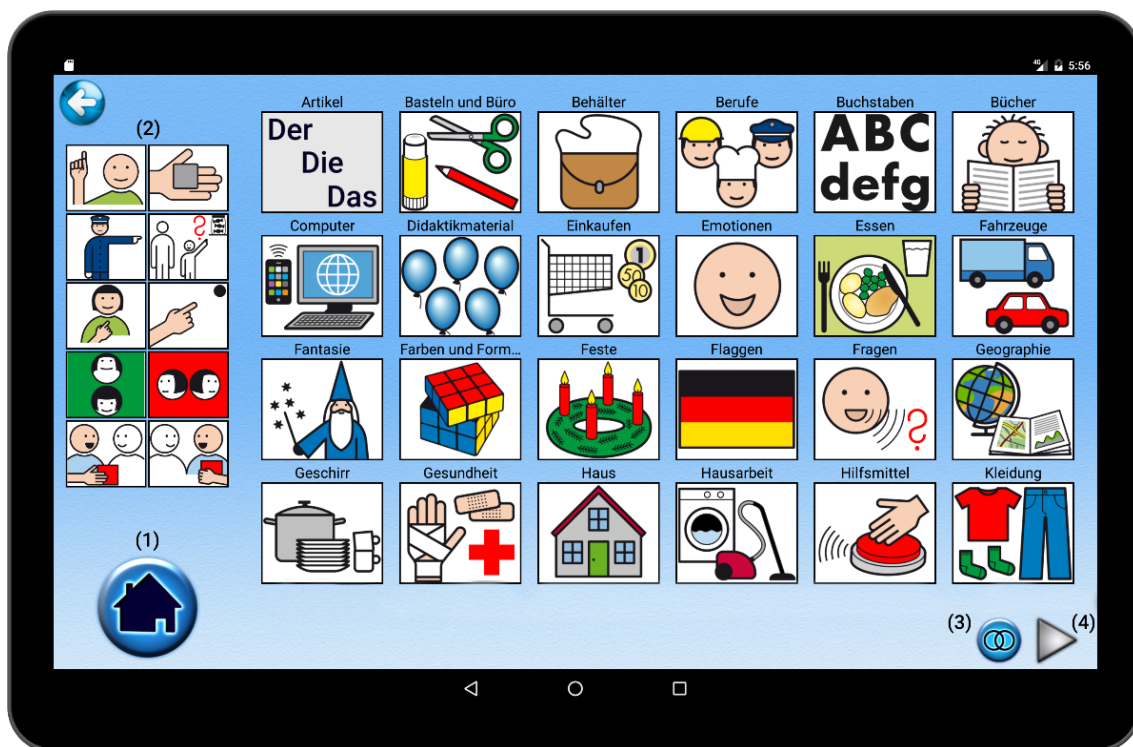 4G 5:56
(2)
Artikel Basteln und Büro Behälter Berufe Buchstaben Bücher
Der
Die
Das
ABC
defg
Computer Didaktikmaterial Einkaufen Emotionen Essen Fahrzeuge
1
50
10
?
Fantasie Farben und Form... Feste Flaggen Fragen Geographie
?
Geschirr Gesundheit Haus Hausarbeit Hilfsmittel Kleidung
(1)
(3) (4)